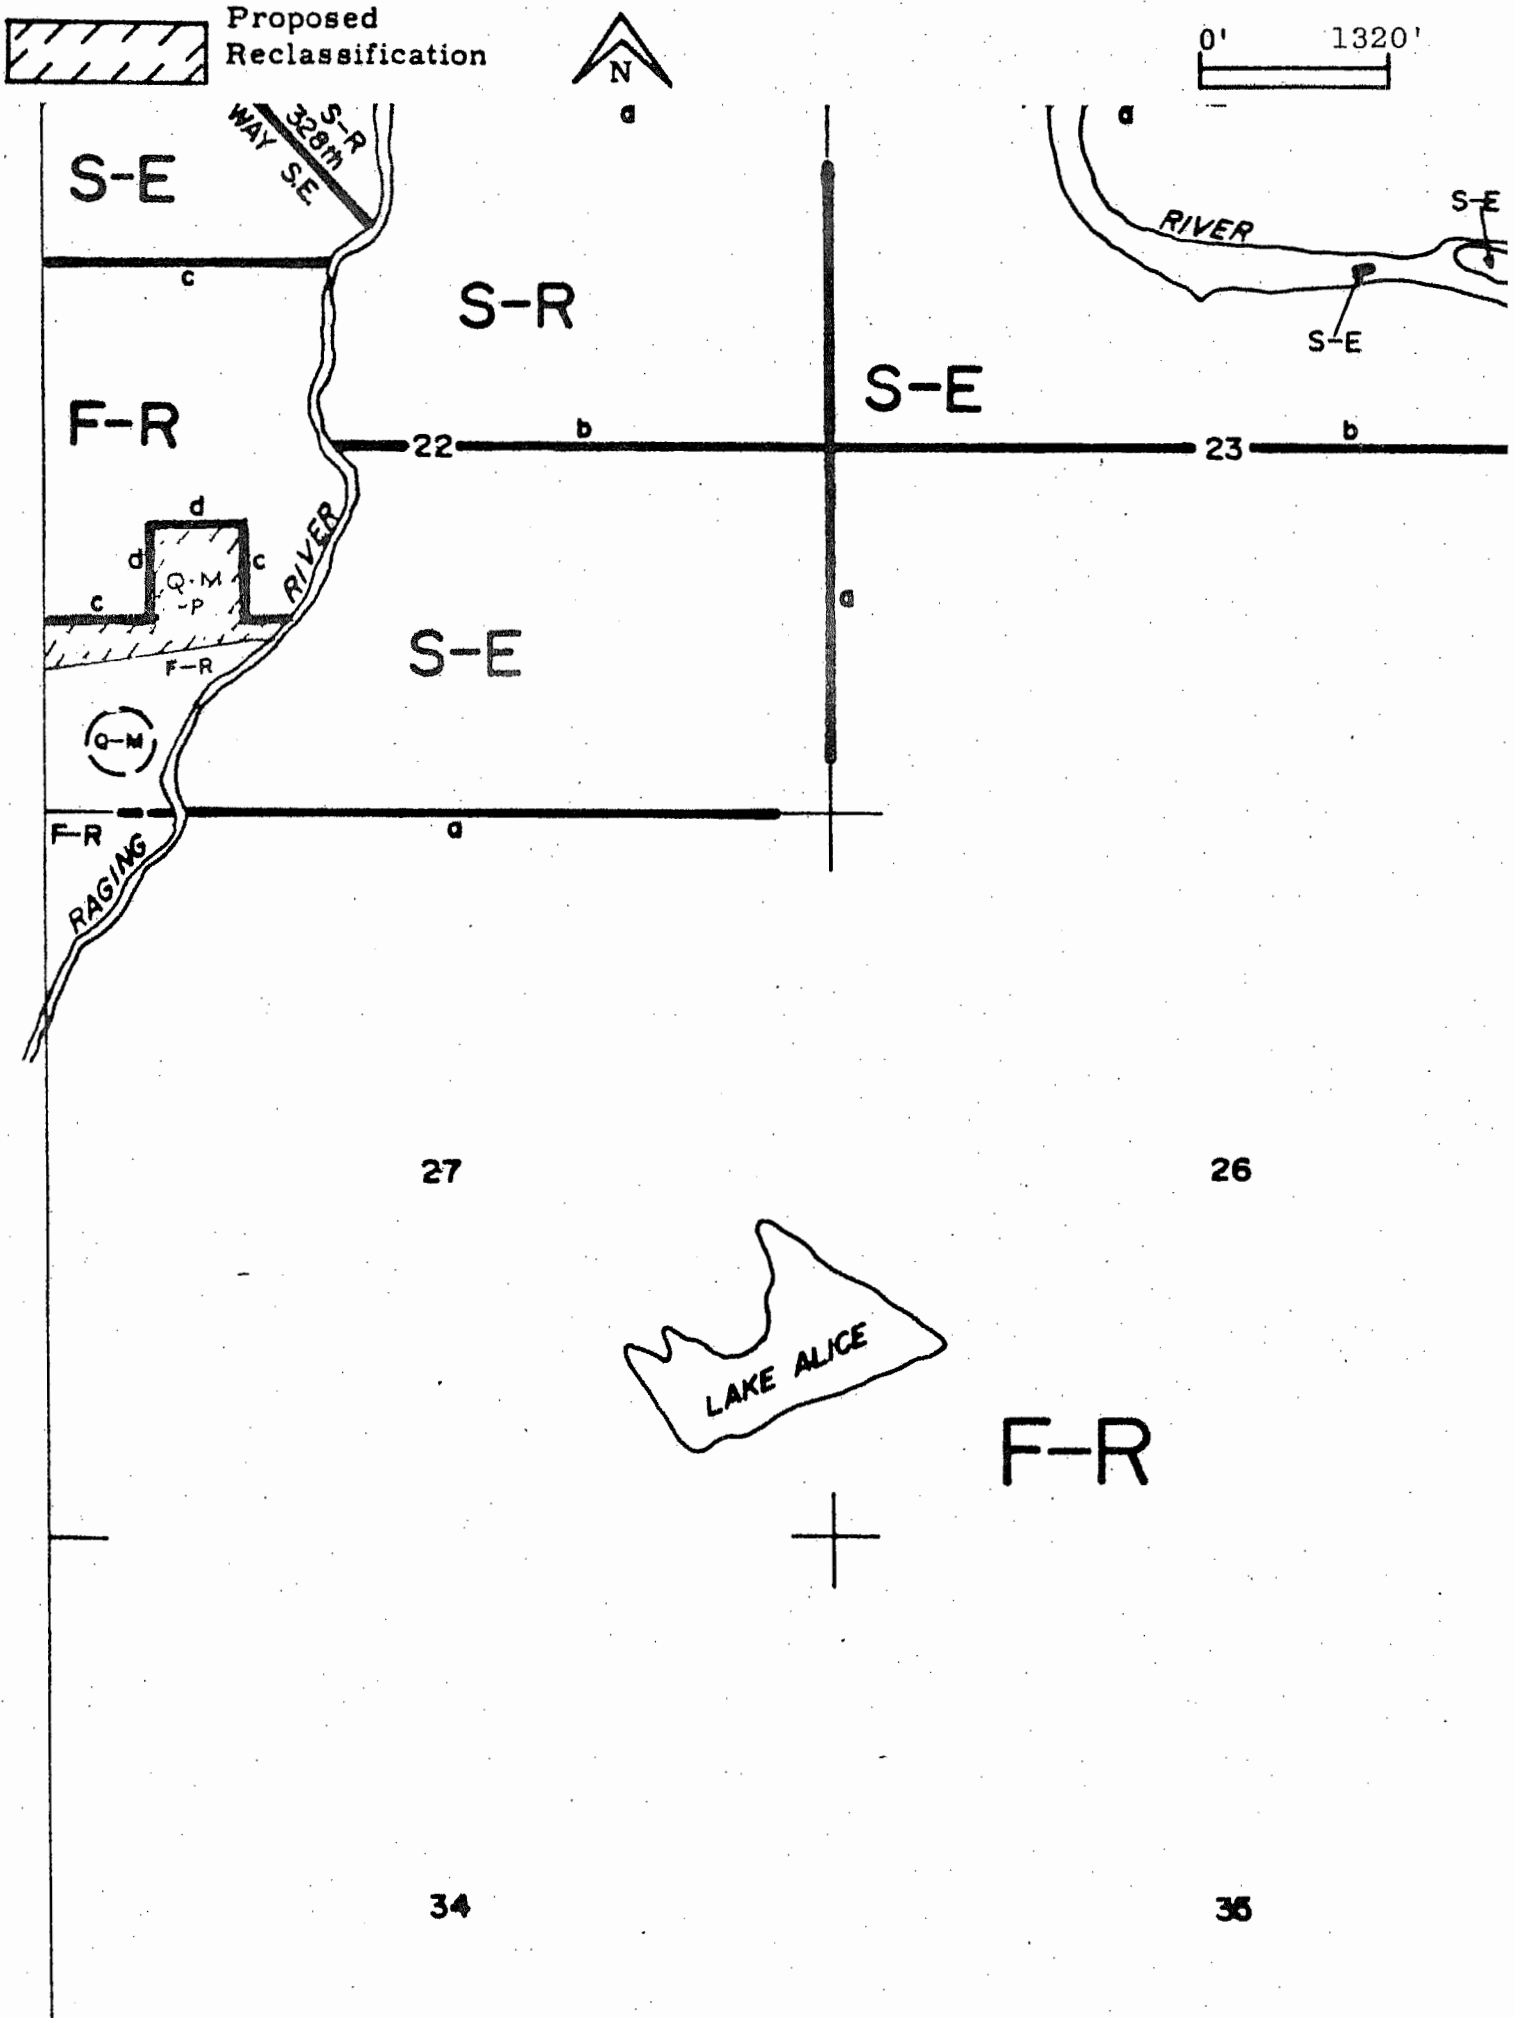 Proposed
Reclassification
N
0' 1320'
a
a
S-R
328th
WAY S.E.
S-E
RIVER
S-E
c
S-R
S-E
S-E
F-R
22
b
23
b
d
d
c
Q-M
-P
c
RIVER
a
S-E
F-R
Q-M
F-R
a
RAGING
27
26
LAKE ALICE
F-R
34
35